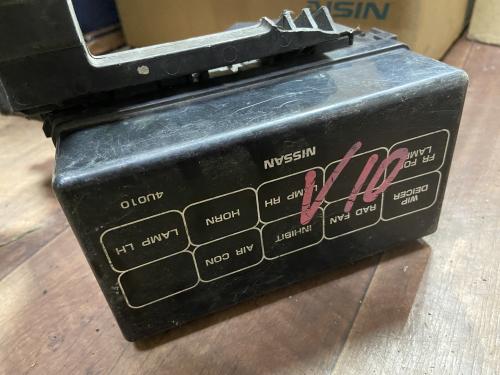 WIP DEICER
RAD FAN
INHIBIT
AIR CON
FR FOG LAMP
LAMP RH
HORN
LAMP LH
NISSAN
4U010
V10